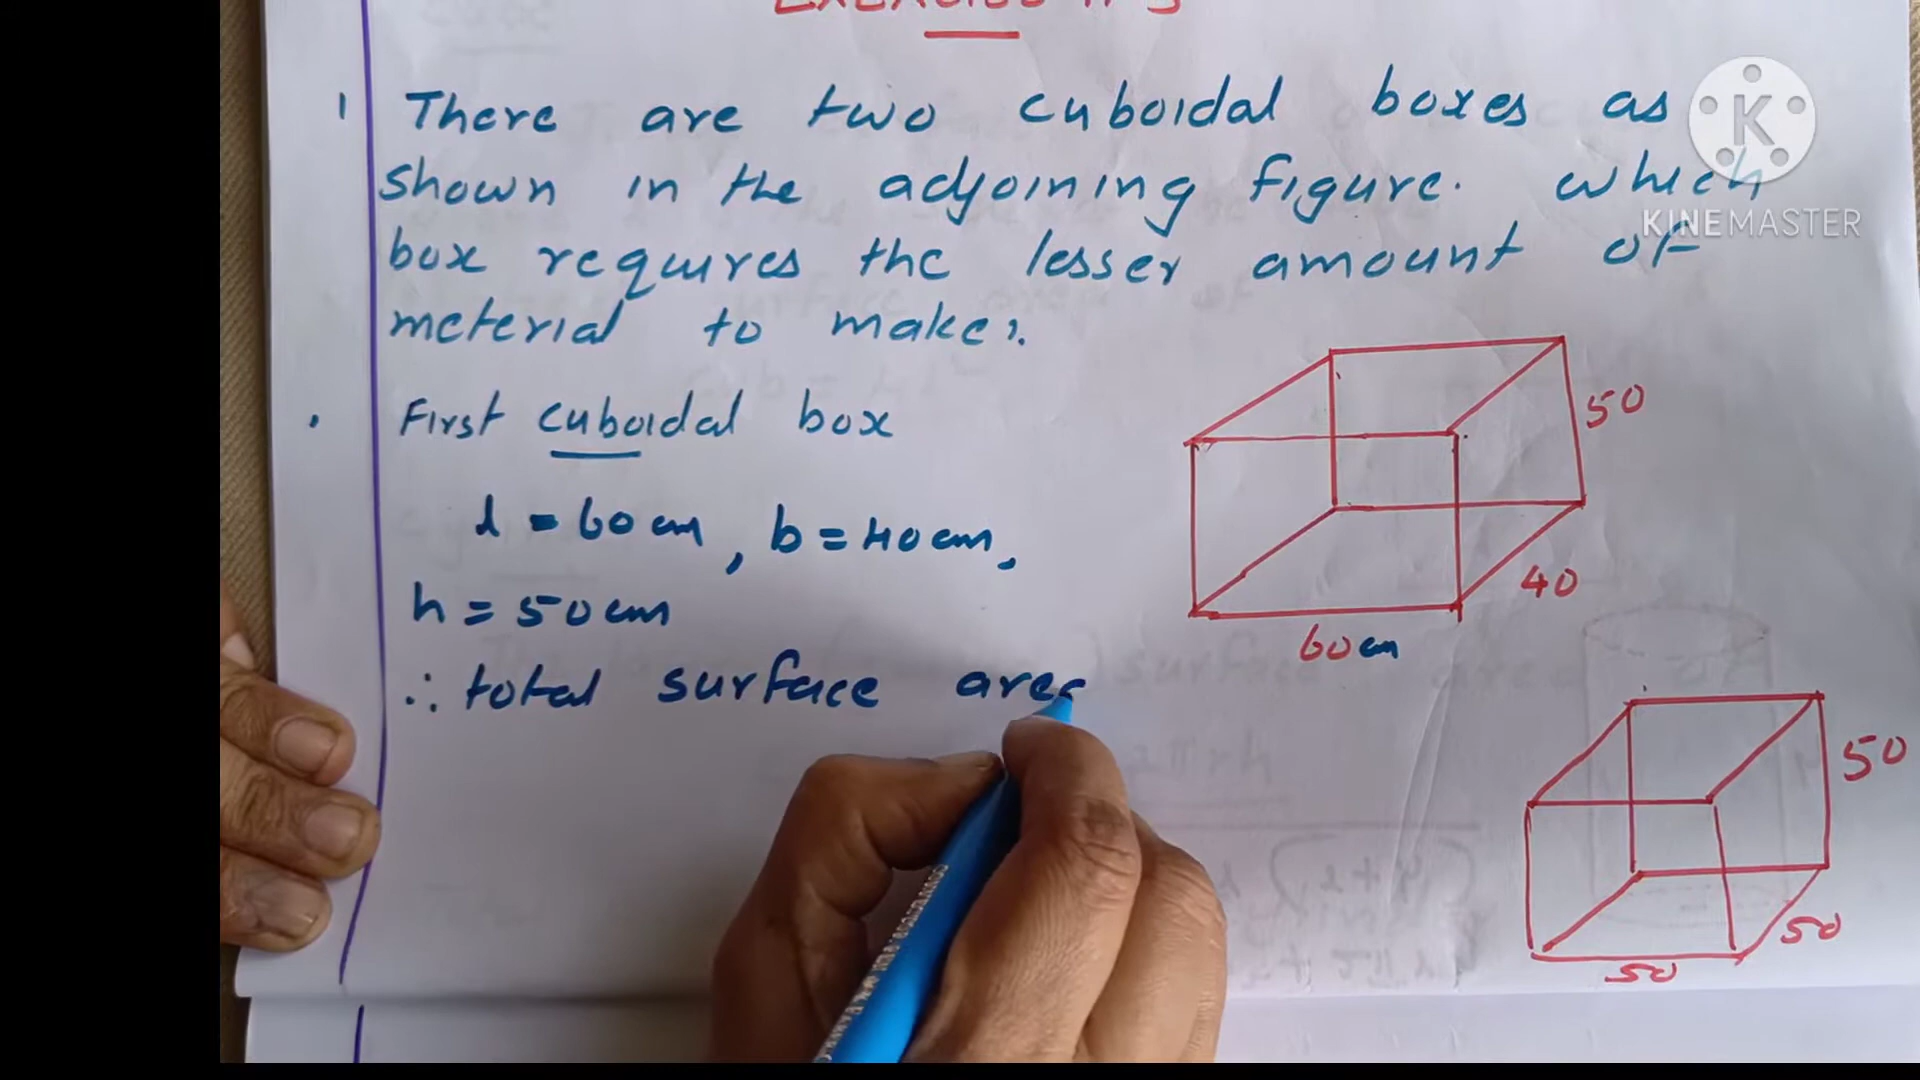 1 There are two cuboidal boxes as
shown in the adjoining figure. which
box requires the lesser amount of
meterial to make?.
. First cuboidal box
l = 60 cm, b = 40 cm,
h = 50 cm
∴ total surface area
50
40
60 cm
50
50
50
K
KINEMASTER